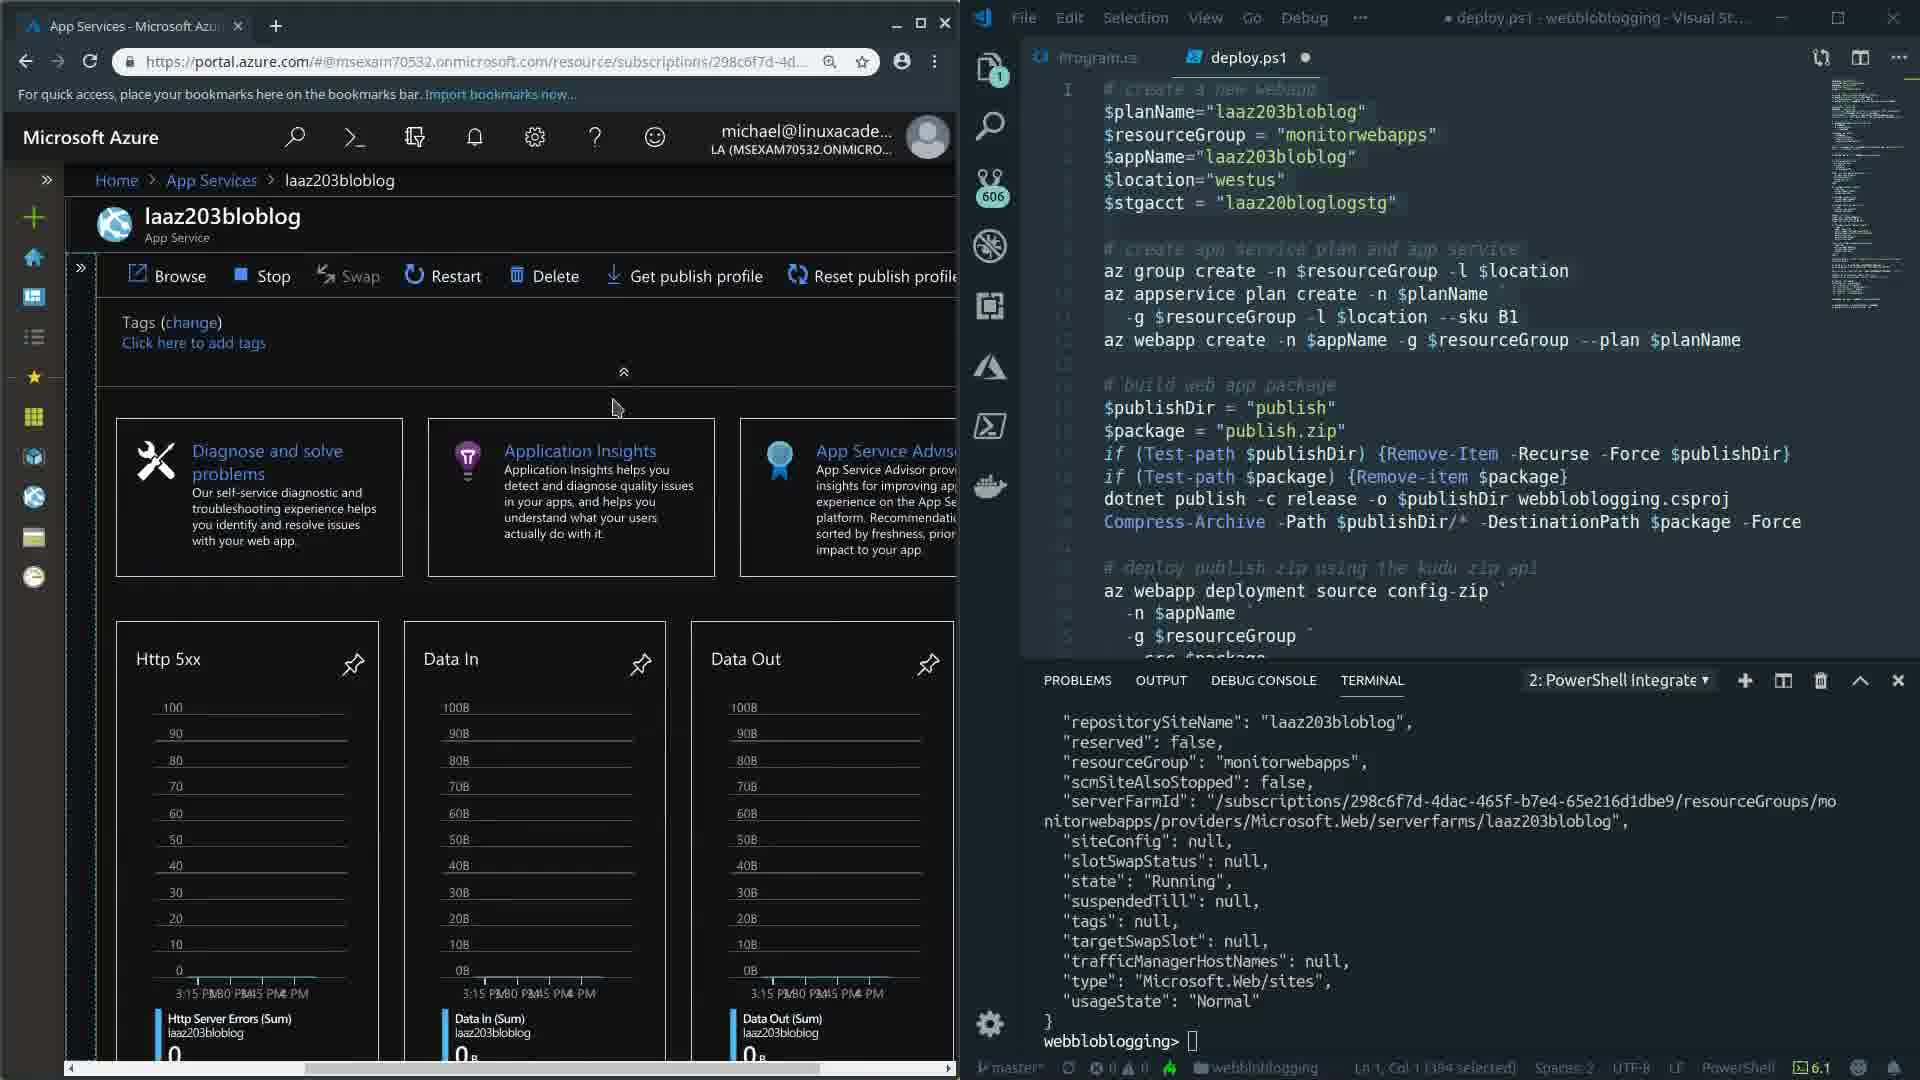 App Services - Microsoft Azu
https://portal.azure.com/#@msexam70532.onmicrosoft.com/resource/subscriptions/298c6f7d-4d...
For quick access, place your bookmarks here on the bookmarks bar. Import bookmarks now...
Microsoft Azure
michael@linuxacade...
LA (MSEXAM70532.ONMICRO...
Home > App Services > laaz203bloblog
laaz203bloblog
App Service
Browse Stop Swap Restart Delete Get publish profile Reset publish profile
Tags (change)
Click here to add tags
Diagnose and solve
problems
Our self-service diagnostic and
troubleshooting experience helps
you identify and resolve issues
with your web app.
Application Insights
Application Insights helps you
detect and diagnose quality issues
in your apps, and helps you
understand what your users
actually do with it.
App Service Advis
App Service Advisor prov
insights for improving ap
experience on the App Se
platform. Recommendati
sorted by freshness, prior
impact to your app
Http 5xx
100
90
80
70
60
50
40
30
20
10
0
3:15 PM 3:30 PM 3:45 PM 4 PM
Http Server Errors (Sum)
laaz203bloblog
0
Data In
100B
90B
80B
70B
60B
50B
40B
30B
20B
10B
0B
3:15 PM 3:30 PM 3:45 PM 4 PM
Data In (Sum)
laaz203bloblog
0 B
Data Out
100B
90B
80B
70B
60B
50B
40B
30B
20B
10B
0B
3:15 PM 3:30 PM 3:45 PM 4 PM
Data Out (Sum)
laaz203bloblog
0 B
File Edit Selection View Go Debug ... ● deploy.ps1 - webbloblogging - Visual St...
Program.cs deploy.ps1 ●
1
606
1 # create a new webapp
$planName="laaz203bloblog"
$resourceGroup = "monitorwebapps"
$appName="laaz203bloblog"
$location="westus"
$stgacct = "laaz20bloglogstg"
# create app service plan and app service
az group create -n $resourceGroup -l $location
az appservice plan create -n $planName `
-g $resourceGroup -l $location --sku B1
az webapp create -n $appName -g $resourceGroup --plan $planName
# build web app package
$publishDir = "publish"
$package = "publish.zip"
if (Test-path $publishDir) {Remove-Item -Recurse -Force $publishDir}
if (Test-path $package) {Remove-item $package}
dotnet publish -c release -o $publishDir webbloblogging.csproj
Compress-Archive -Path $publishDir/* -DestinationPath $package -Force
# deploy publish zip using the kudu zip api
az webapp deployment source config-zip `
-n $appName `
-g $resourceGroup `
--src $package
PROBLEMS OUTPUT DEBUG CONSOLE TERMINAL 2: PowerShell Integrate
"repositorySiteName": "laaz203bloblog",
"reserved": false,
"resourceGroup": "monitorwebapps",
"scmSiteAlsoStopped": false,
"serverFarmId": "/subscriptions/298c6f7d-4dac-465f-b7e4-65e216d1dbe9/resourceGroups/mo
nitorwebapps/providers/Microsoft.Web/serverfarms/laaz203bloblog",
"siteConfig": null,
"slotSwapStatus": null,
"state": "Running",
"suspendedTill": null,
"tags": null,
"targetSwapSlot": null,
"trafficManagerHostNames": null,
"type": "Microsoft.Web/sites",
"usageState": "Normal"
}
webbloblogging>
master* 0 0 webbloblogging Ln 1, Col 1 (394 selected) Spaces: 2 UTF-8 LF PowerShell 6.1